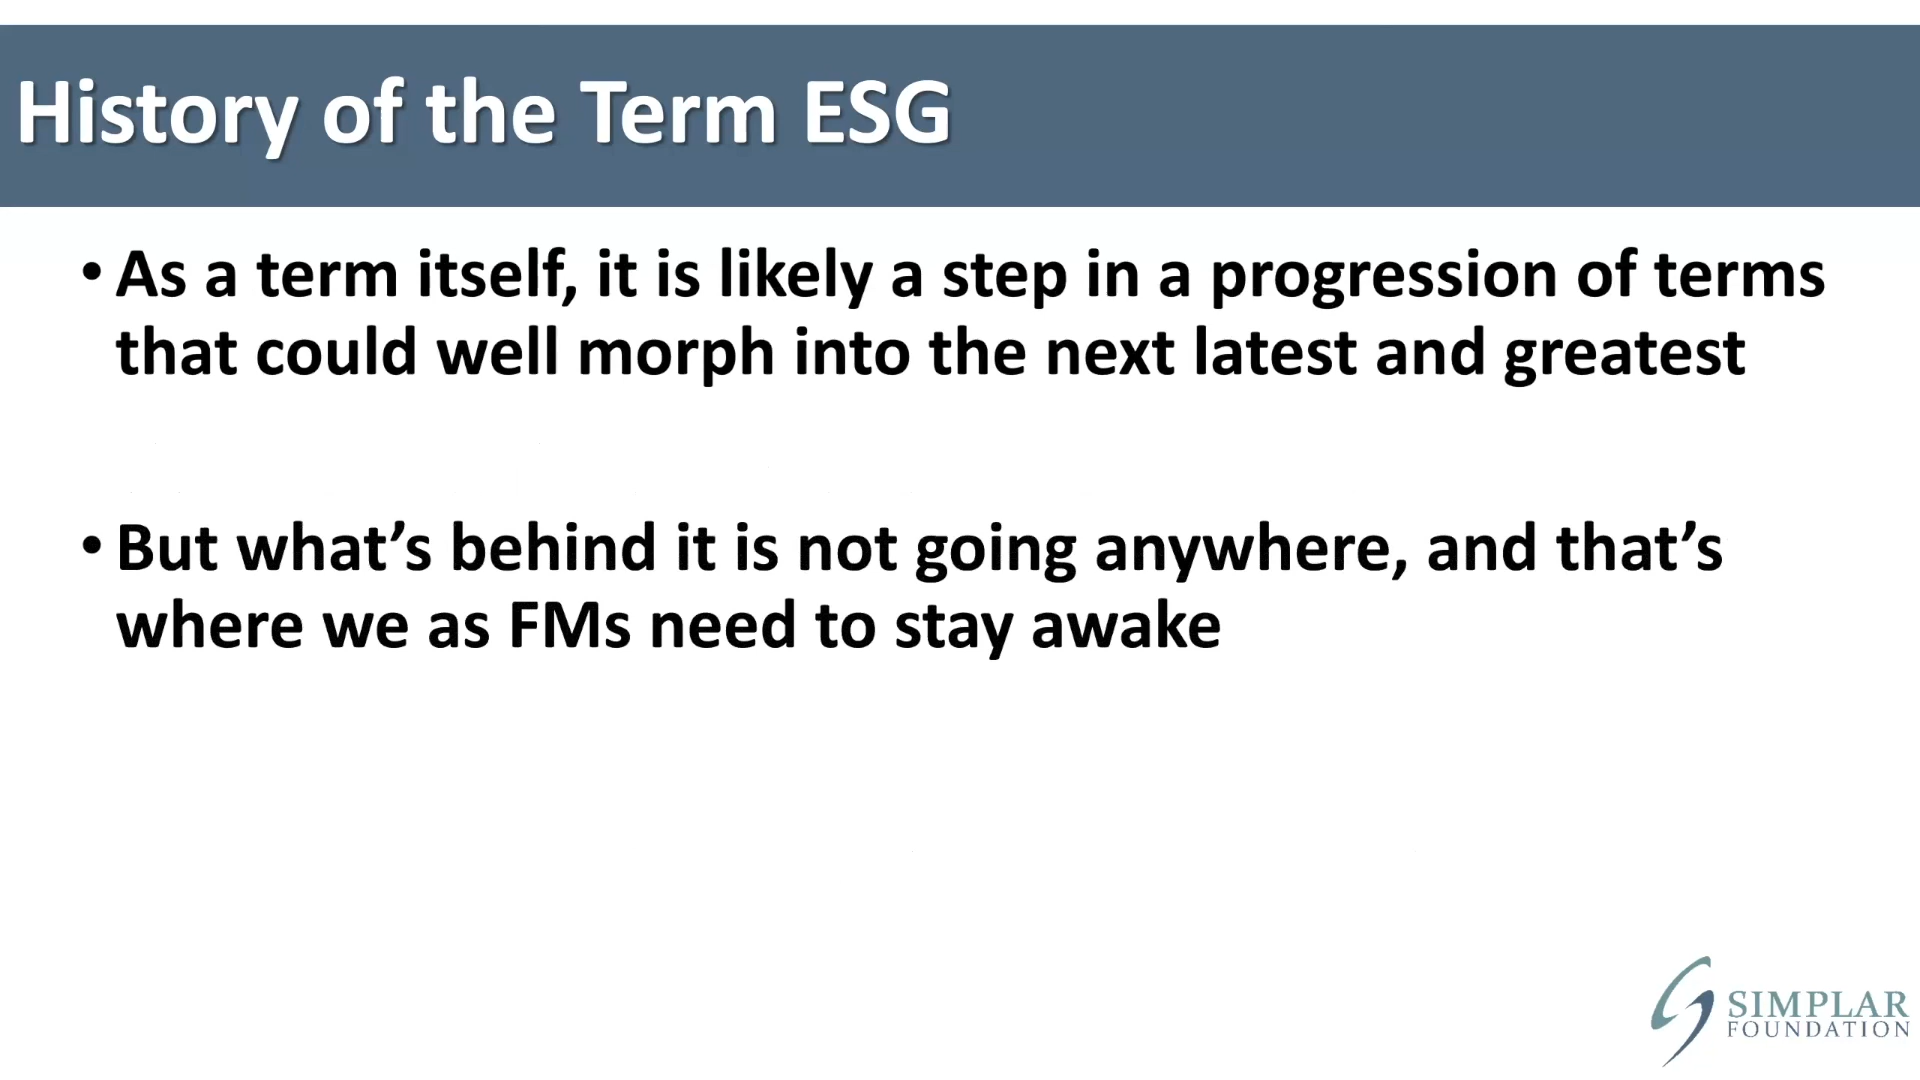 History of the Term ESG
• As a term itself, it is likely a step in a progression of terms
that could well morph into the next latest and greatest
• But what’s behind it is not going anywhere, and that’s
where we as FMs need to stay awake
SIMPLAR
FOUNDATION